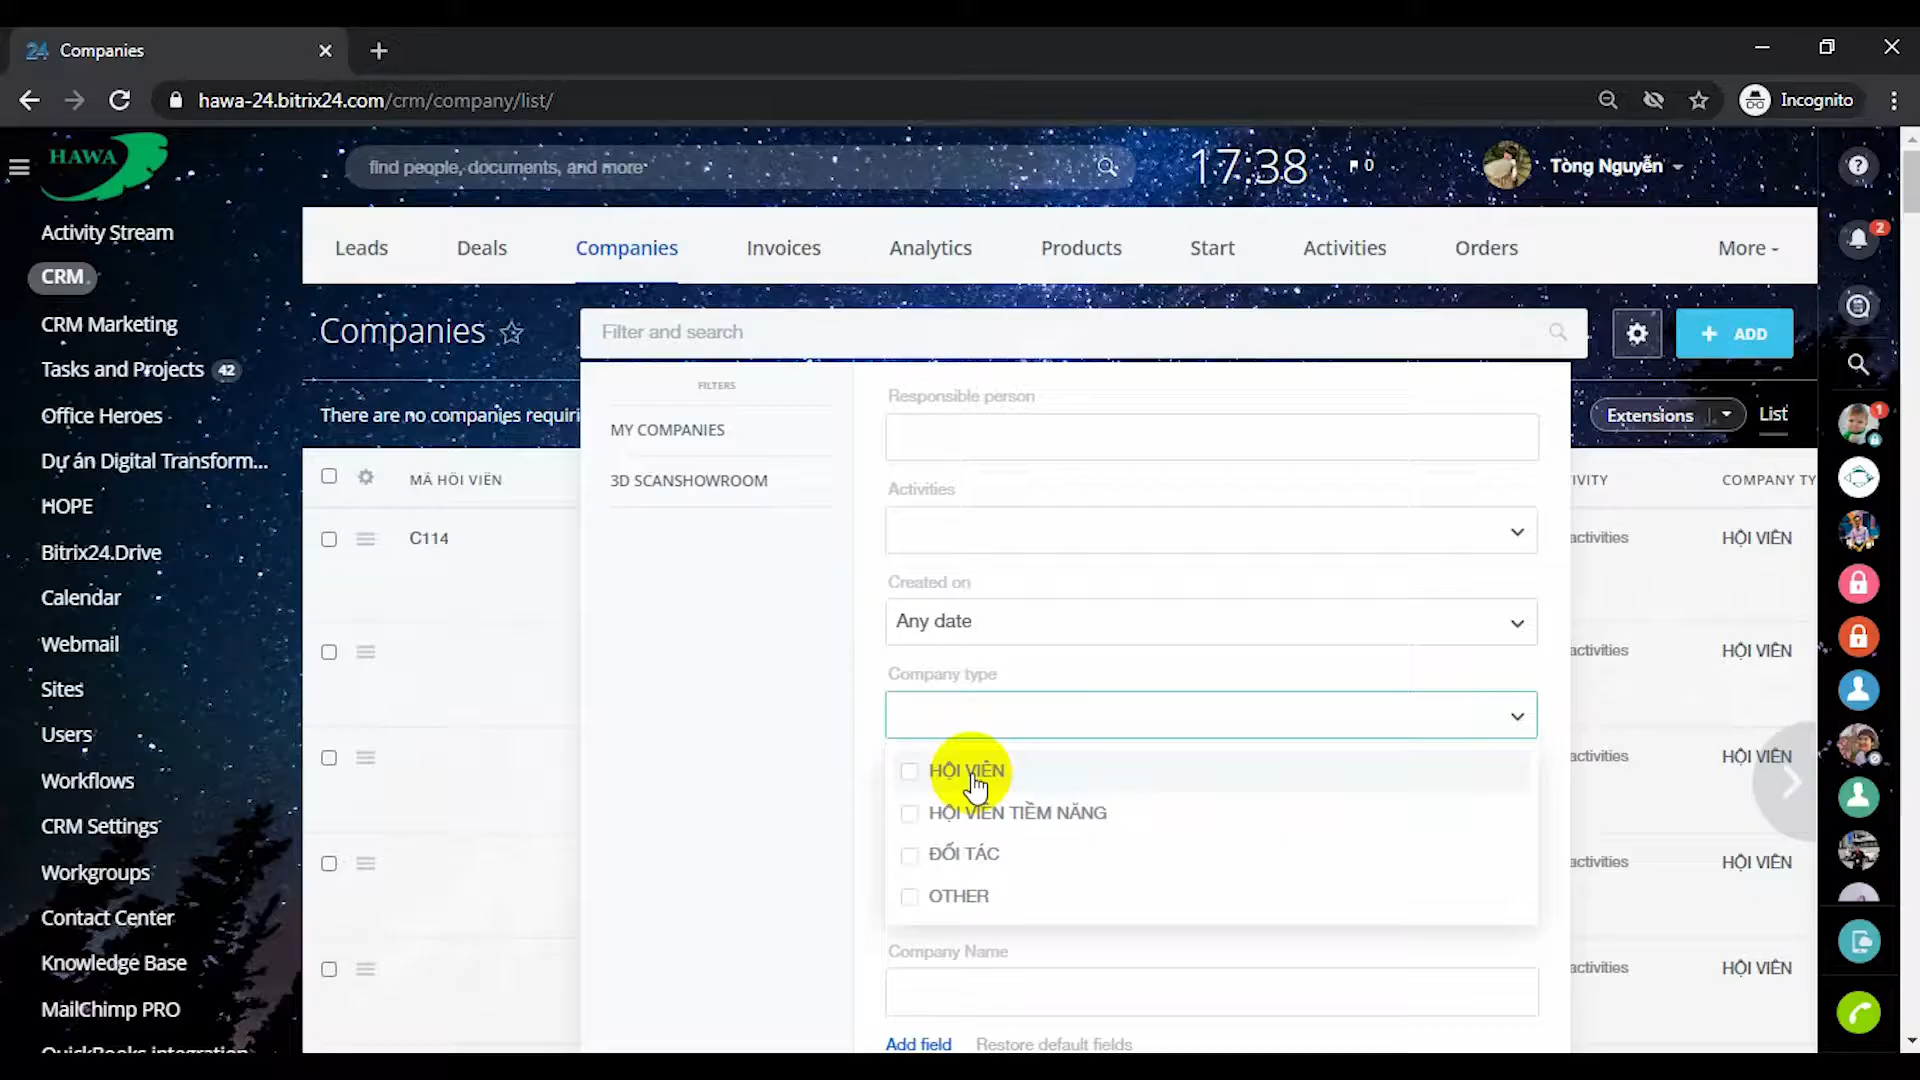 24 Companies
hawa-24.bitrix24.com/crm/company/list/
Incognito
HAWA
find people, documents, and more
17:38
0
Tòng Nguyễn
Activity Stream
CRM
CRM Marketing
Tasks and Projects 42
Office Heroes
Dự án Digital Transform...
HOPE
Bitrix24.Drive
Calendar
Webmail
Sites
Users
Workflows
CRM Settings
Workgroups
Contact Center
Knowledge Base
MailChimp PRO
QuickBooks integration
Leads Deals Companies Invoices Analytics Products Start Activities Orders More
Companies
Filter and search
+ ADD
There are no companies requiri
Extensions
List
MÃ HỘI VIÊN
C114
FILTERS
MY COMPANIES
3D SCANSHOWROOM
Responsible person
Activities
Created on
Any date
Company type
HỘI VIÊN
HỘI VIÊN TIỀM NĂNG
ĐỐI TÁC
OTHER
Company Name
Add field Restore default fields
IVITY COMPANY TY
activities HỘI VIÊN
activities HỘI VIÊN
activities HỘI VIÊN
activities HỘI VIÊN
activities HỘI VIÊN
2
1